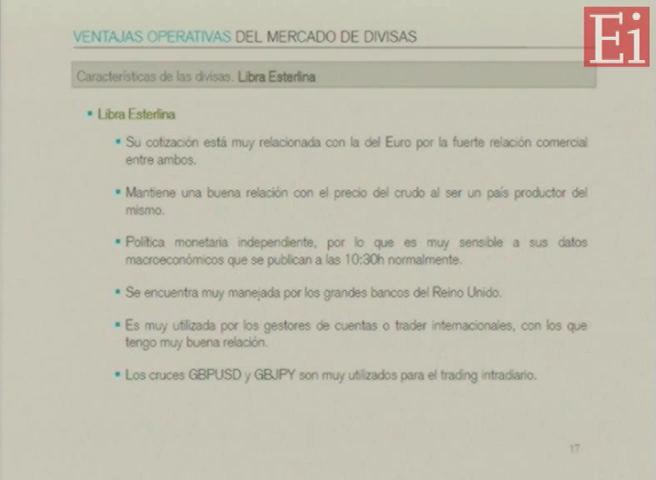 Ei
VENTAJAS OPERATIVAS DEL MERCADO DE DIVISAS
Características de las divisas. Libra Esterlina
Libra Esterlina
Su cotización está muy relacionada con la del Euro por la fuerte relación comercial
entre ambos.
Mantiene una buena relación con el precio del crudo al ser un país productor del
mismo.
Política monetaria independiente, por lo que es muy sensible a sus datos
macroeconómicos que se publican a las 10:30h normalmente.
Se encuentra muy manejada por los grandes bancos del Reino Unido.
Es muy utilizada por los gestores de cuentas o trader internacionales, con los que
tengo muy buena relación.
Los cruces GBPUSD y GBJPY son muy utilizados para el trading intradiario.
17